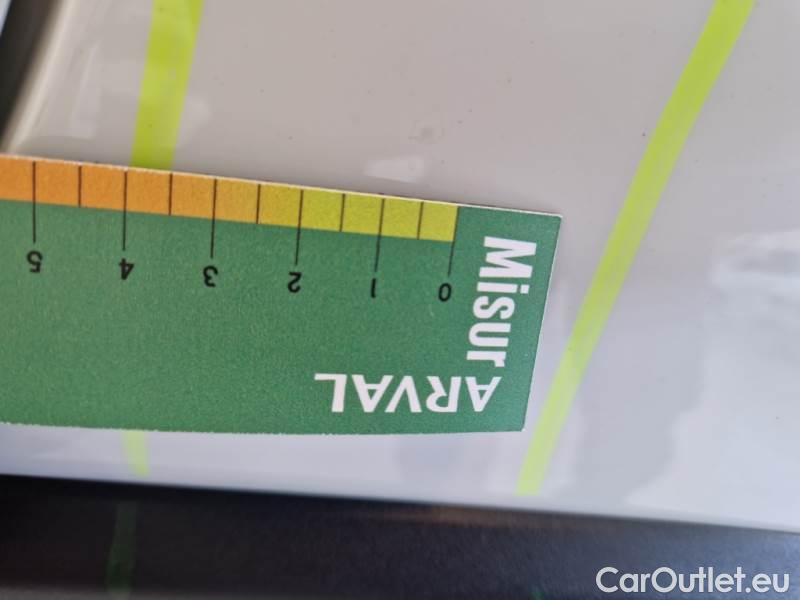 5 4 3 2 1 0
Misur
ARVAL
CarOutlet.eu